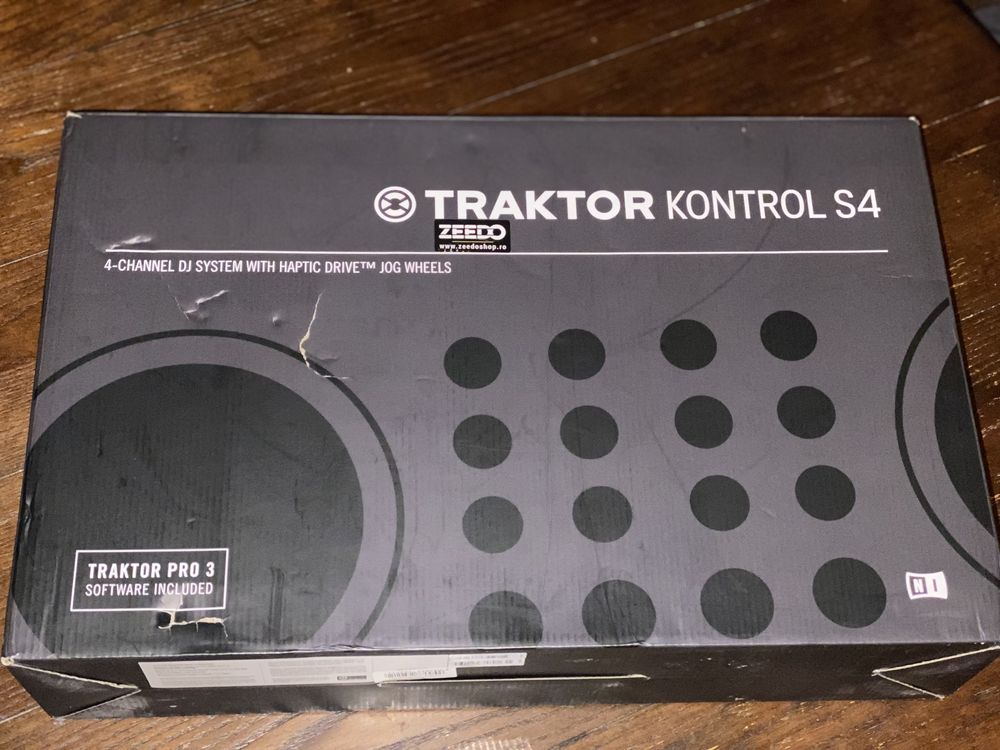 TRAKTOR KONTROL S4
ZEEDO
www.zeedoshop.ro
4-CHANNEL DJ SYSTEM WITH HAPTIC DRIVE™ JOG WHEELS
TRAKTOR PRO 3
SOFTWARE INCLUDED
NI